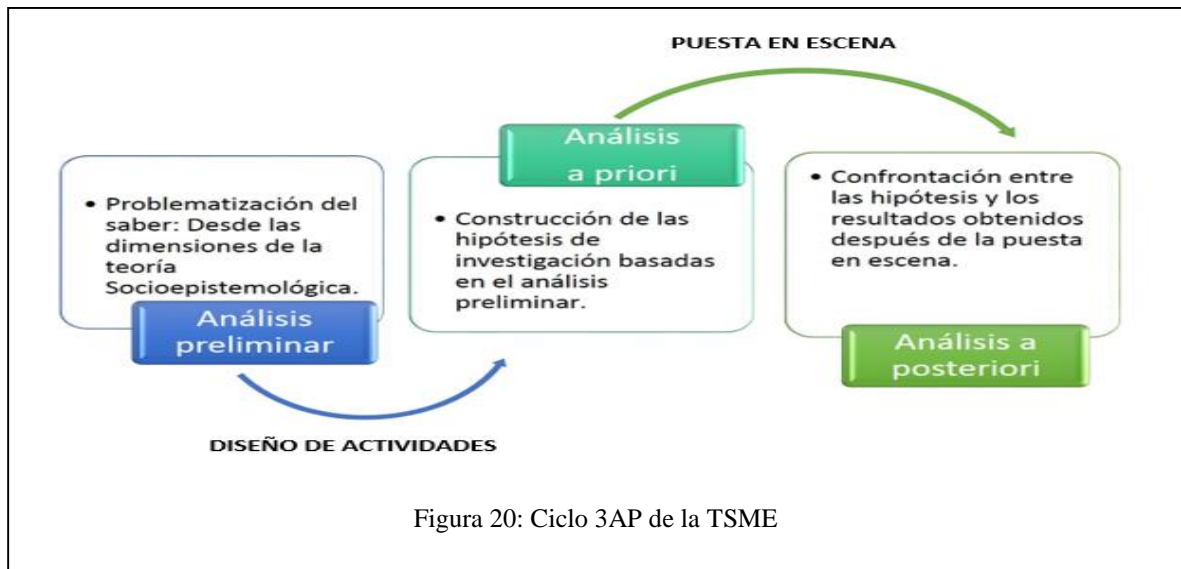 PUESTA EN ESCENA
• Problematización del
saber: Desde las
dimensiones de la
teoría
Socioepistemológica.
Análisis
preliminar
DISEÑO DE ACTIVIDADES
Análisis
a priori
• Construcción de las
hipótesis de
investigación basadas
en el análisis
preliminar.
• Confrontación entre
las hipótesis y los
resultados obtenidos
después de la puesta
en escena.
Análisis a
posteriori
Figura 20: Ciclo 3AP de la TSME